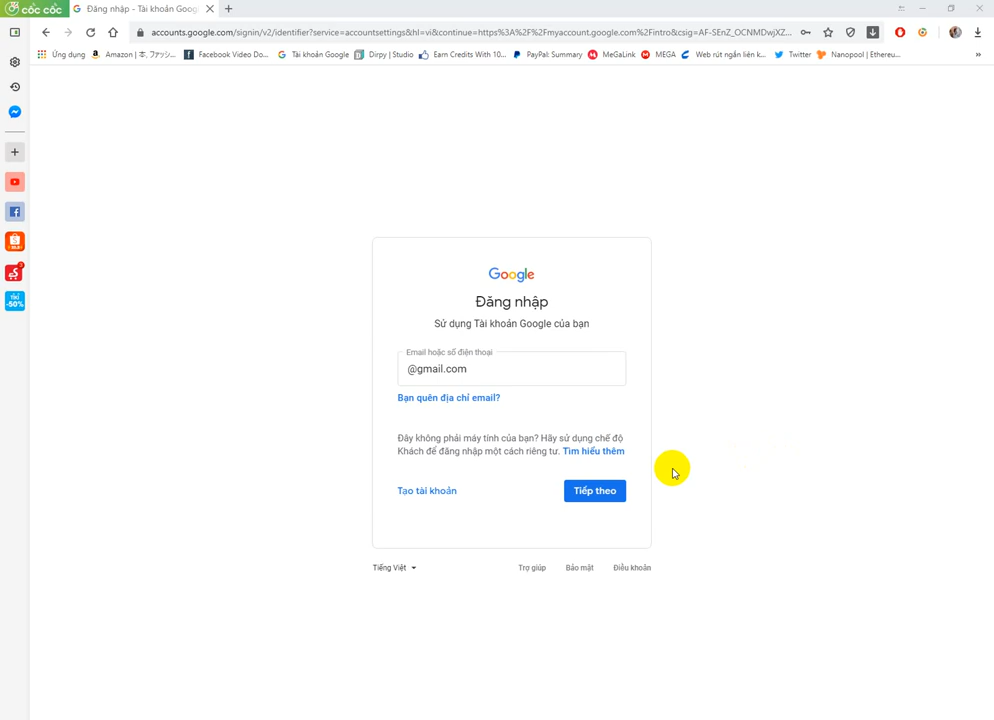 cốc cốc
Đăng nhập - Tài khoản Goog
accounts.google.com/signin/v2/identifier?service=accountsettings&hl=vi&continue=https%3A%2F%2Fmyaccount.google.com%2Fintro&csig=AF-SEnZ_OCNMDwjXZ...
Ứng dụng
Amazon | 本, ファッシ...
Facebook Video Do...
Tài khoản Google
Dirpy | Studio
Earn Credits With 10...
PayPal: Summary
MegaLink
MEGA
Web rút ngắn liên k...
Twitter
Nanopool | Ethereu...
TIKI
-50%
Google
Đăng nhập
Sử dụng Tài khoản Google của bạn
Email hoặc số điện thoại
@gmail.com
Bạn quên địa chỉ email?
Đây không phải máy tính của bạn? Hãy sử dụng chế độ
Khách để đăng nhập một cách riêng tư. Tìm hiểu thêm
Tạo tài khoản
Tiếp theo
Tiếng Việt
Trợ giúp
Bảo mật
Điều khoản